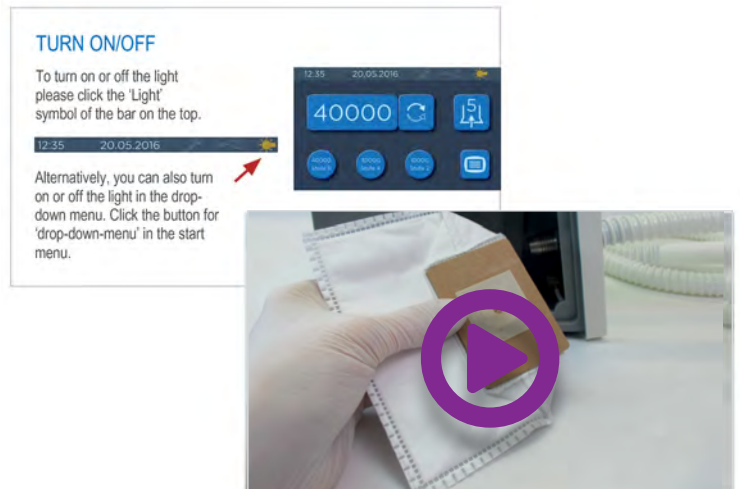 TURN ON/OFF
To turn on or off the light
please click the 'Light'
symbol of the bar on the top.
12:35 20.05.2016
Alternatively, you can also turn
on or off the light in the drop-
down menu. Click the button for
'drop-down-menu' in the start
menu.
12:35 20.05.2016
40000
5
40000
10000
10000